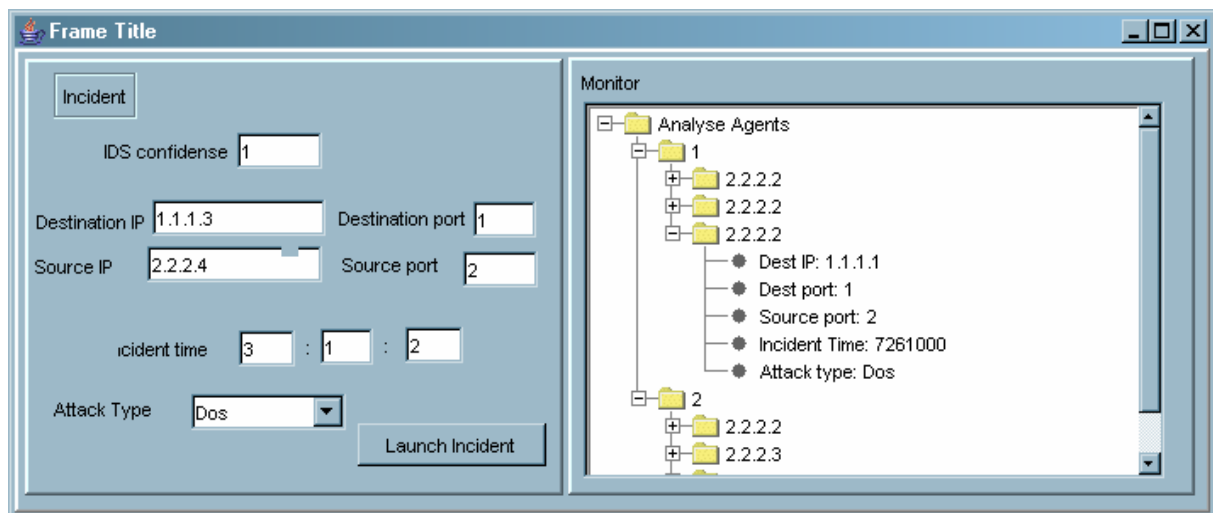 Frame Title
Incident
IDS confidense 1
Destination IP 1.1.1.3 Destination port 1
Source IP 2.2.2.4 Source port 2
ıcident time 3 : 1 : 2
Attack Type Dos
Launch Incident
Monitor
Analyse Agents
1
2.2.2.2
2.2.2.2
2.2.2.2
Dest IP: 1.1.1.1
Dest port: 1
Source port: 2
Incident Time: 7261000
Attack type: Dos
2
2.2.2.2
2.2.2.3